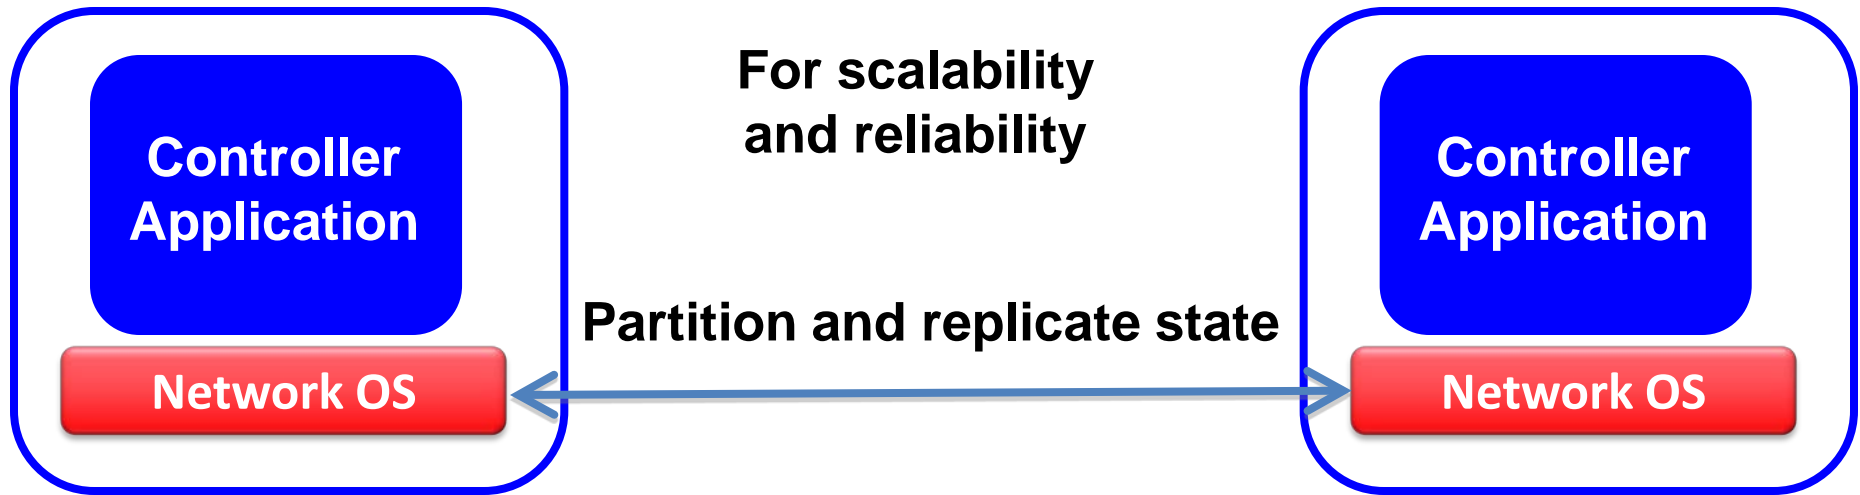 Controller
Application
Network OS
For scalability
and reliability
Partition and replicate state
Controller
Application
Network OS